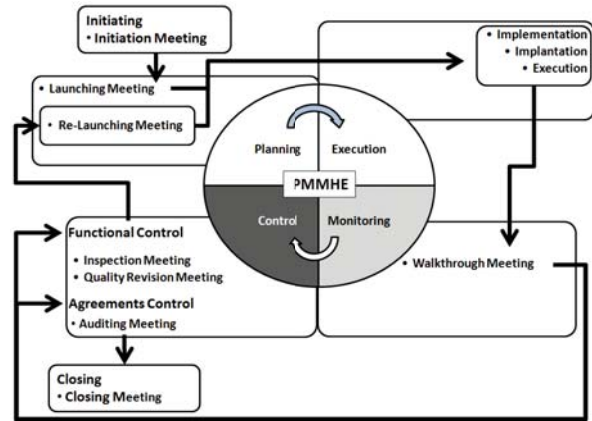 Initiating
• Initiation Meeting
• Launching Meeting
• Re-Launching Meeting
• Implementation
• Implantation
• Execution
Planning
Execution
PMMHE
Control
Monitoring
Functional Control
• Inspection Meeting
• Quality Revision Meeting
Agreements Control
• Auditing Meeting
• Walkthrough Meeting
Closing
• Closing Meeting